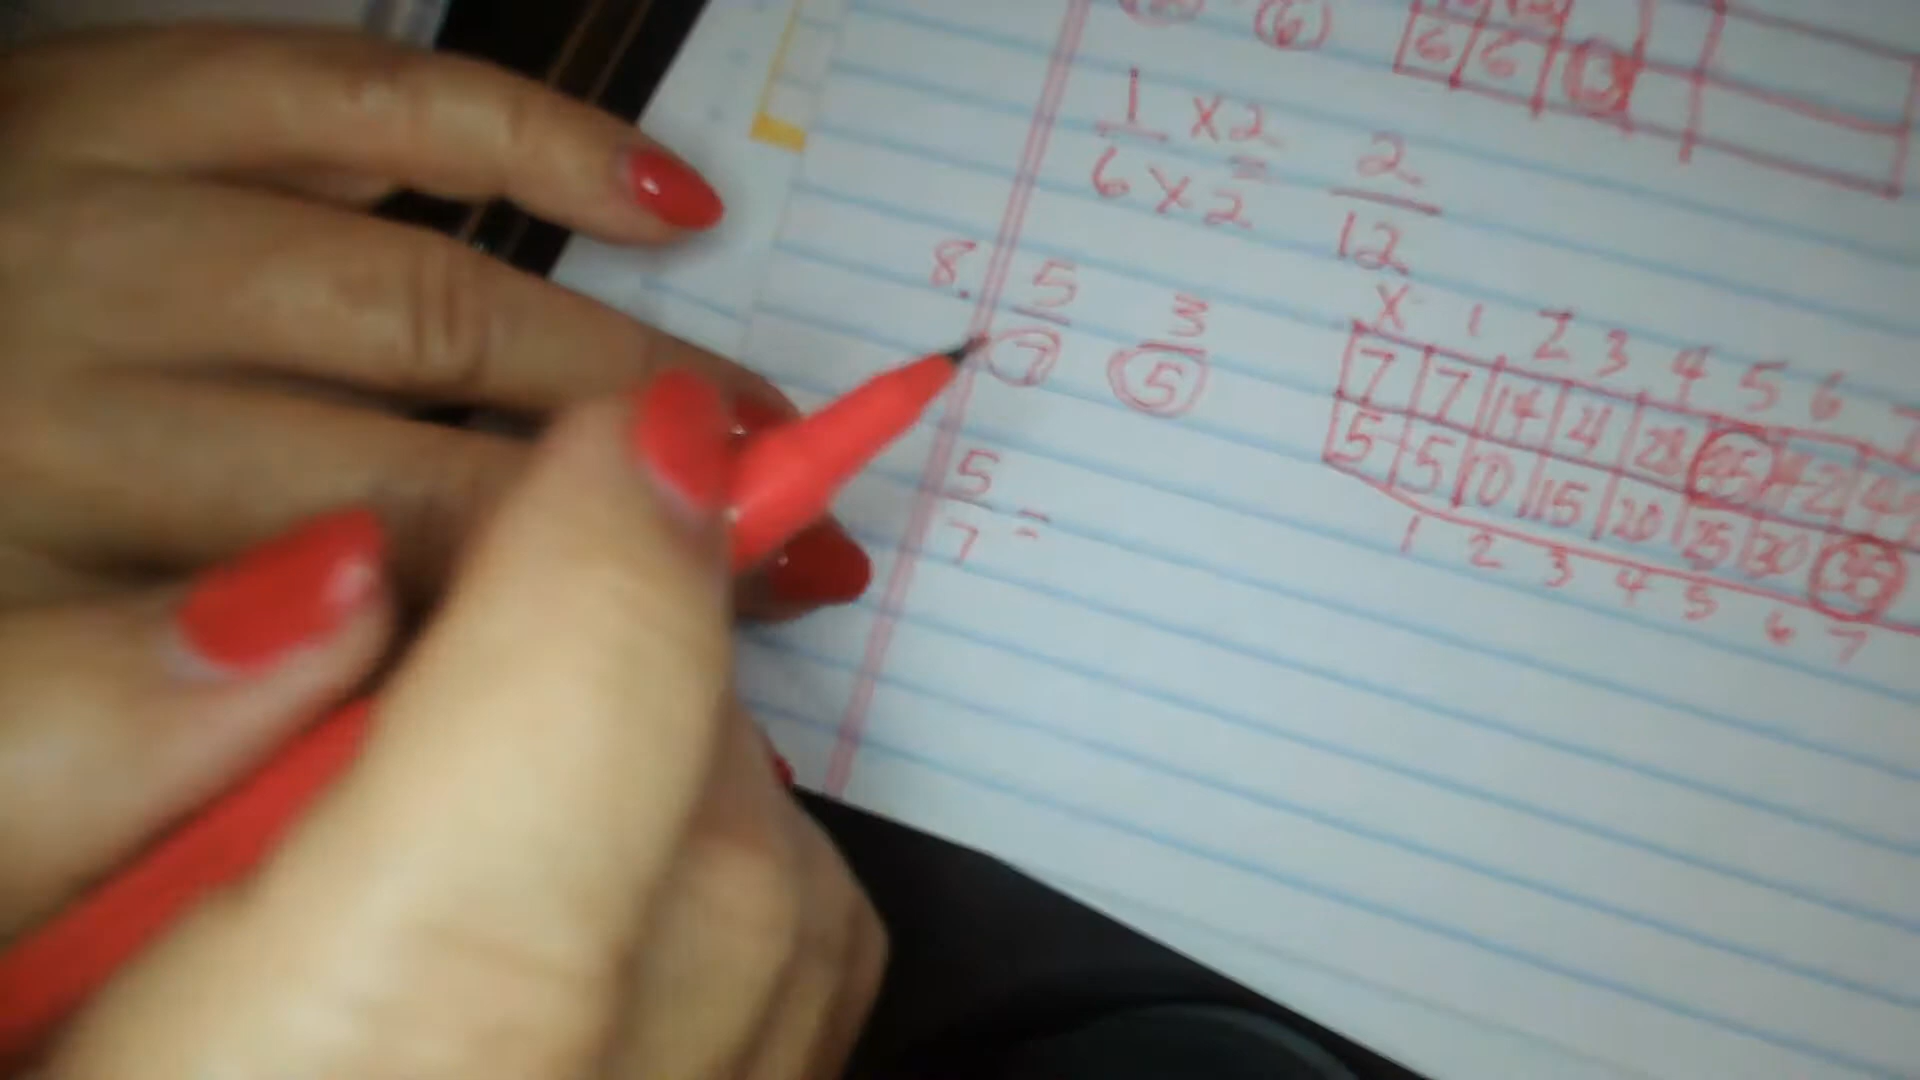 6
6 6
1 x2 = 2
6 x 2 12
8. 5 3
7 5
x 1 2 3 4 5 6 7
7 7 14 21 28 35 42
5 5 10 15 20 25 30 35
1 2 3 4 5 6 7
5 =
7